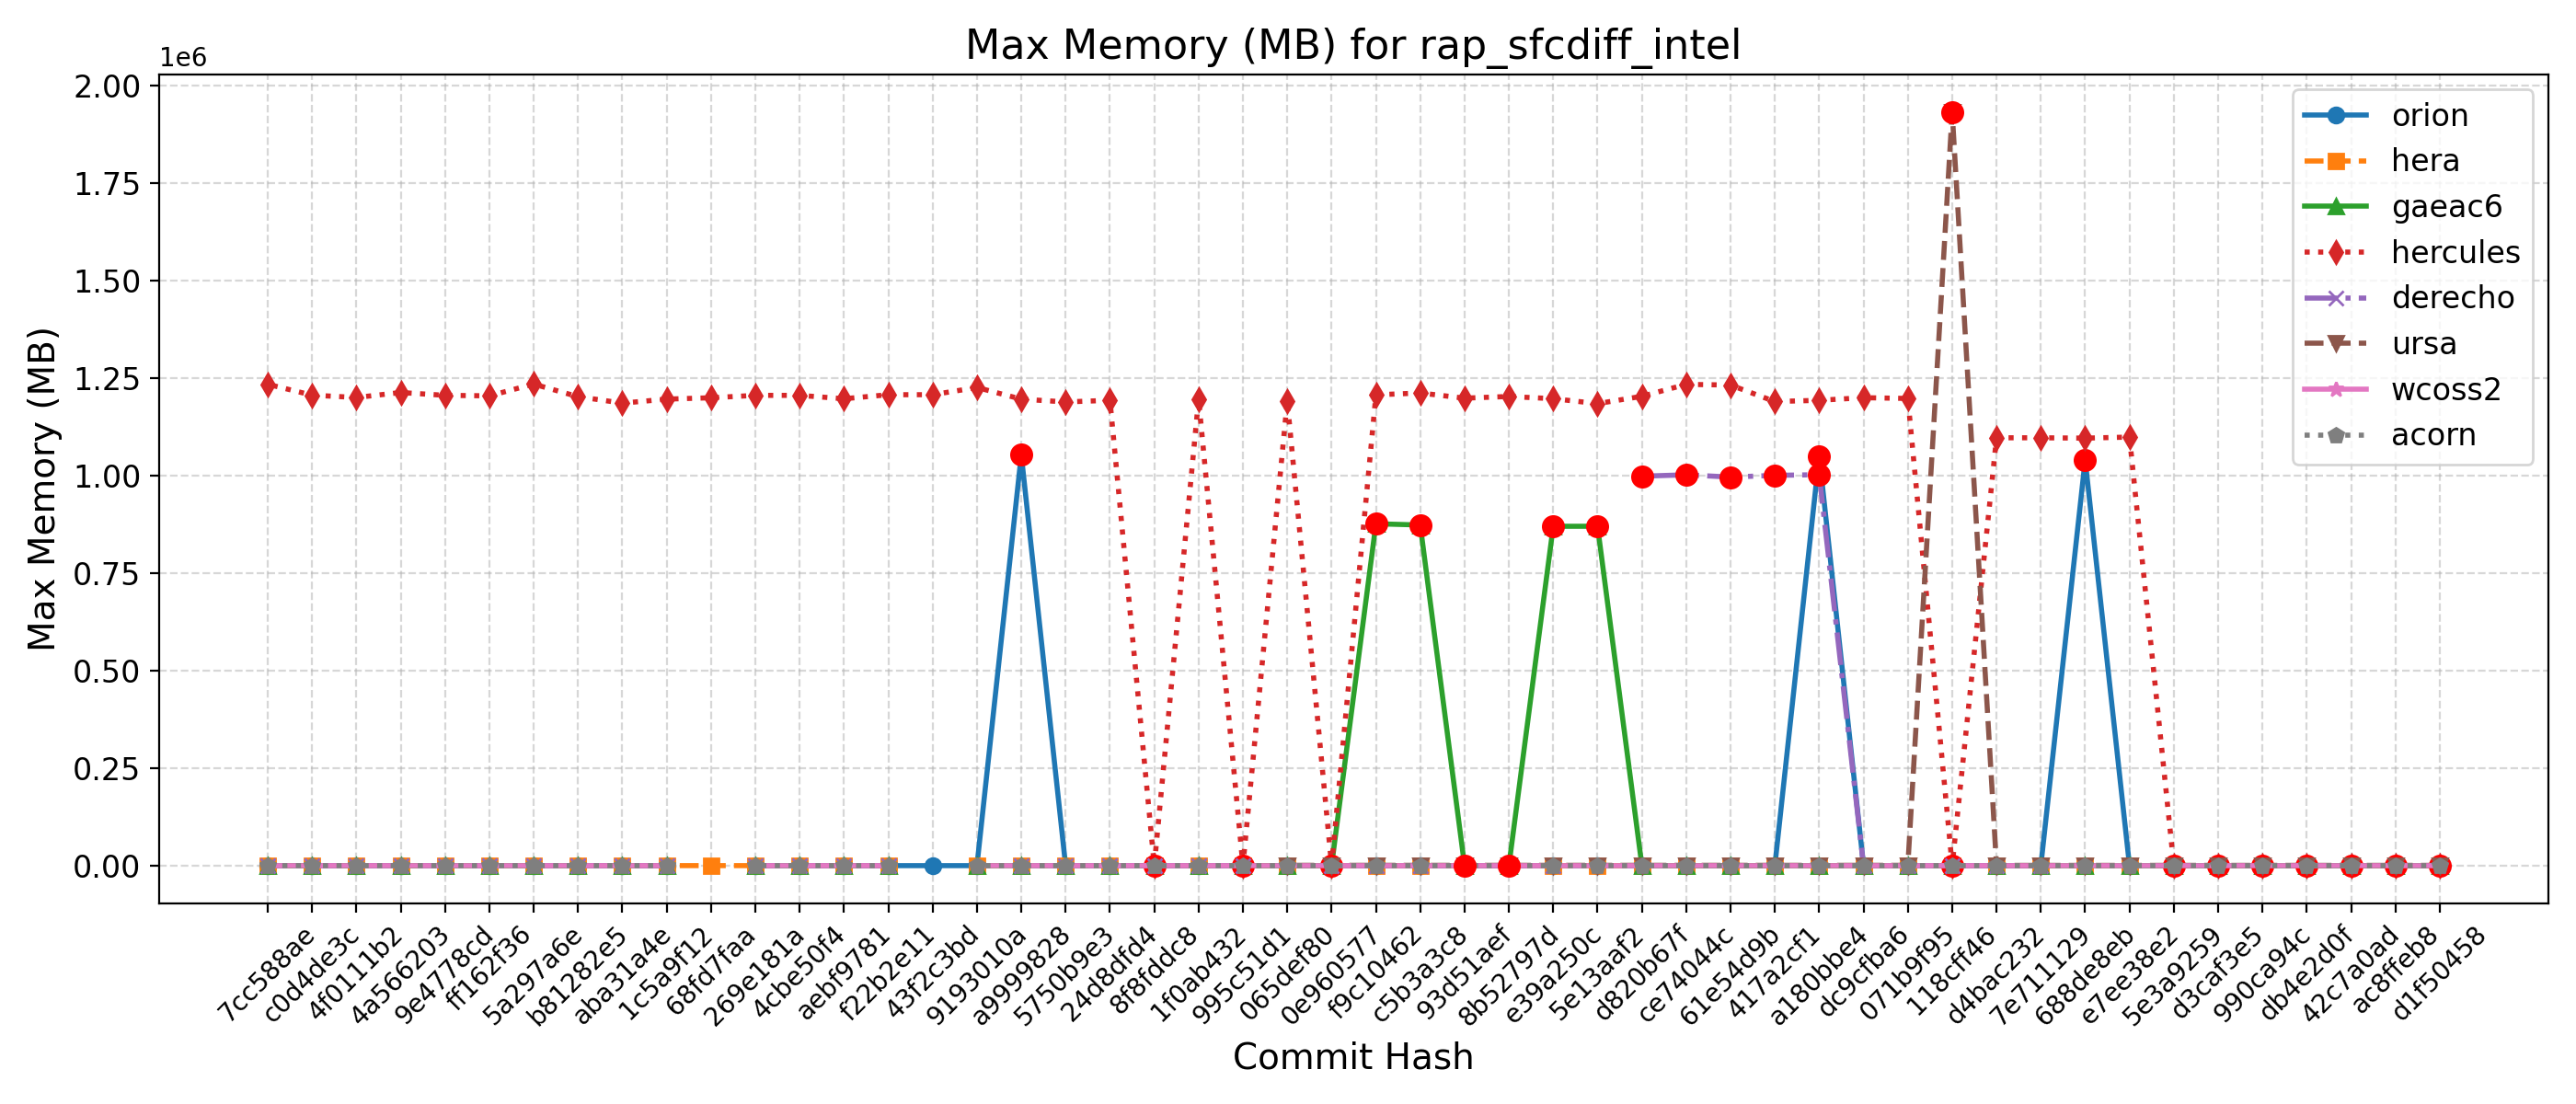 Max Memory (MB) for rap_sfcdiff_intel
1e6
2.00
1.75
1.50
1.25
1.00
0.75
0.50
0.25
0.00
Max Memory (MB)
orion
hera
gaeac6
hercules
derecho
ursa
wcoss2
acorn
7cc588ae
c0d4de3c
4f0111b2
4a566203
9e4778cd
ff162f36
5a297a6e
b81282e5
aba31a4e
1c5a9f12
68fd7faa
269e181a
4cbe50f4
aebf9781
f22b2e11
43f2c3bd
9193010a
a9999828
5750b9e3
24d8dfd4
8f8fddc8
1f0ab432
995c51d1
065def80
0e960577
f9c10462
c5b3a3c8
93d51aef
8b52797d
e39a250c
5e13aaf2
d820b67f
ce74044c
61e54d9b
417a2cf1
a180bbe4
dc9cfba6
071b9f95
118cff46
d4bac232
7e711129
688de8eb
e7ee38e2
5e3a9259
d3caf3e5
990ca94c
db4e2d0f
42c7a0ad
ac8ffeb8
d1f50458
Commit Hash